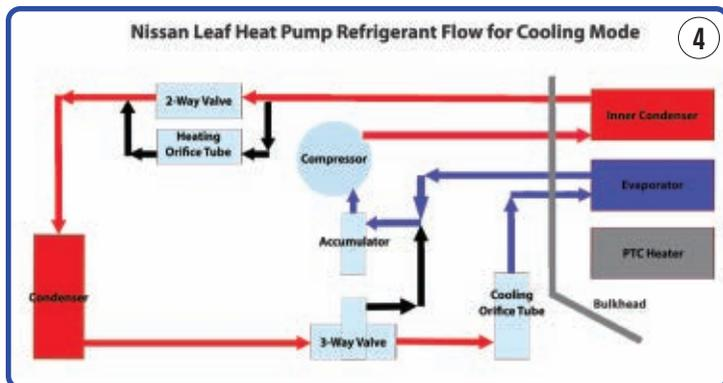 Nissan Leaf Heat Pump Refrigerant Flow for Cooling Mode
4
2-Way Valve
Heating
Orifice Tube
Compressor
Inner Condenser
Evaporator
Accumulator
PTC Heater
Condenser
Cooling
Orifice Tube
Bulkhead
3-Way Valve